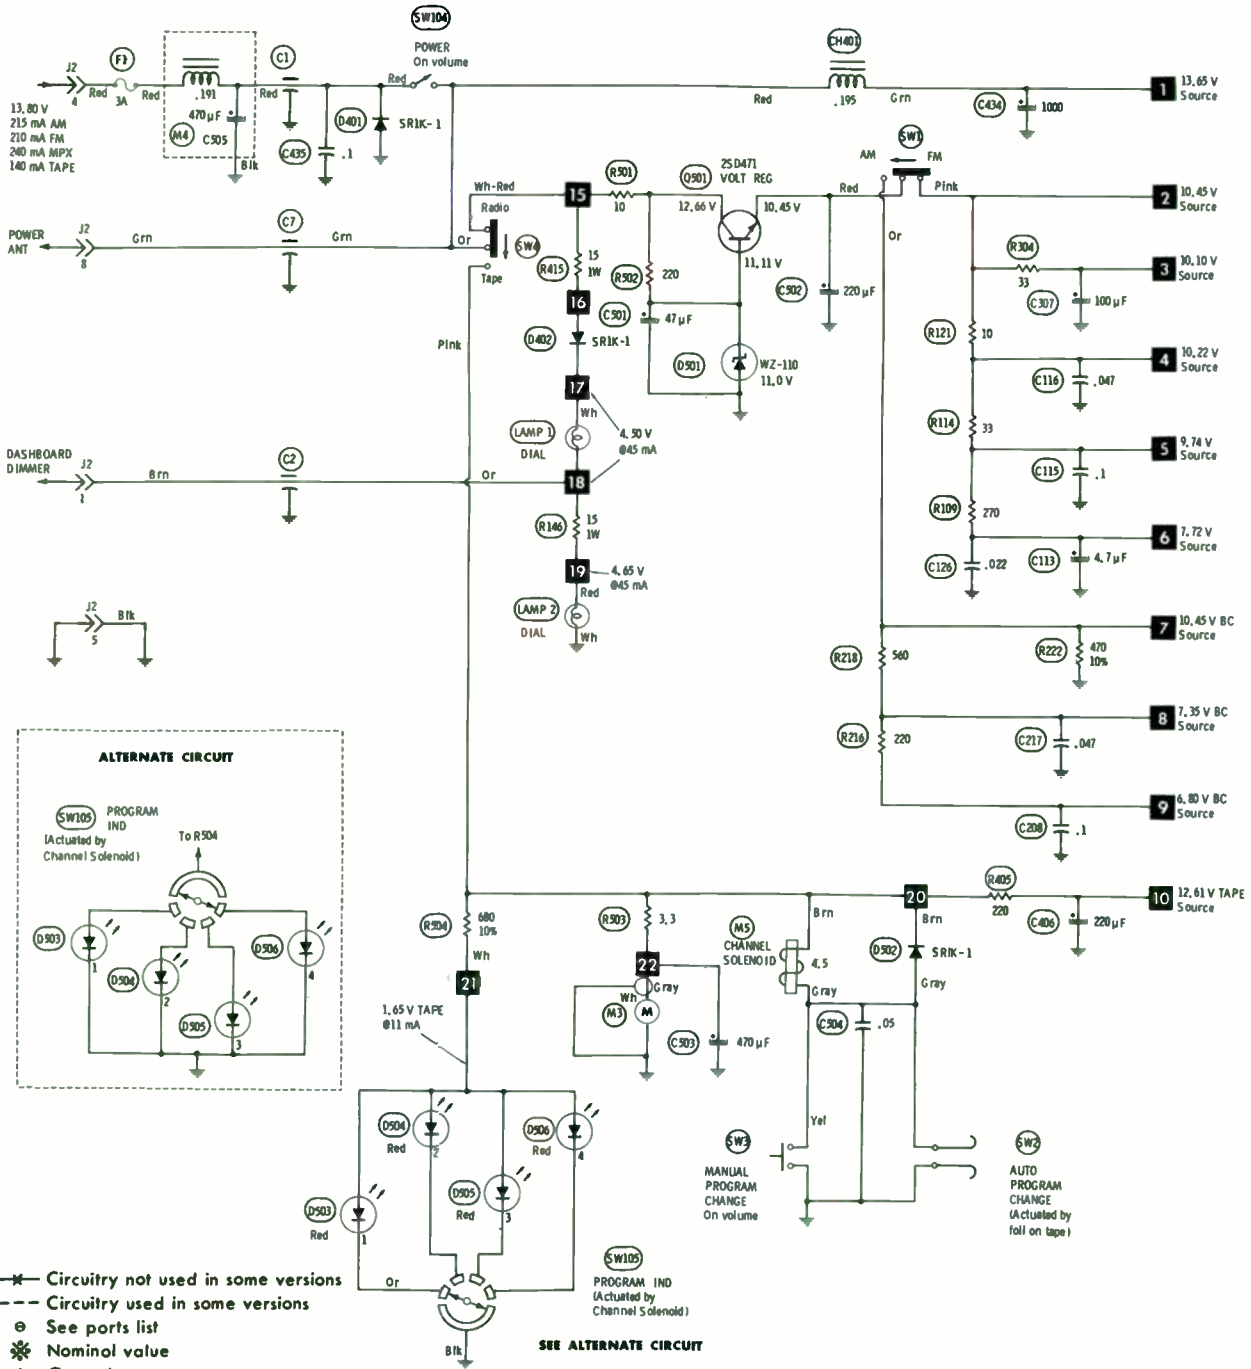 SW104
POWER
On volume
CH401
J2
4
Red
F1
3A
Red
.191
470 µF
M4
C505
Blk
C1
Red
Red
D401
SR1K-1
C435
.1
Red
.195
Grn
C434
1000
1
13.65 V
Source
13.80 V
215 mA AM
210 mA FM
240 mA MPX
140 mA TAPE
SW1
AM
FM
Red
Pink
2
10.45 V
Source
Wh-Red
Radio
15
R501
10
Q501
2SD471
VOLT REG
12.66 V
10.45 V
11.11 V
POWER
ANT
J2
8
Grn
C7
Grn
Or
SW4
Tape
R415
15
1W
R502
220
Or
R304
33
3
10.10 V
Source
C307
100 µF
16
C501
47 µF
C502
220 µF
D402
SR1K-1
D501
WZ-110
11.0 V
Pink
R121
10
4
10.22 V
Source
C116
.047
17
Wh
LAMP 1
DIAL
4.50 V
@45 mA
R114
33
5
9.74 V
Source
C115
.1
DASHBOARD
DIMMER
J2
1
Brn
C2
Or
18
R146
15
1W
R109
270
6
7.72 V
Source
C126
.022
C113
4.7 µF
19
Red
4.65 V
@45 mA
LAMP 2
DIAL
Wh
J2
5
Blk
7
10.45 V BC
Source
R218
560
R222
470
10%
8
7.35 V BC
Source
R216
220
C217
.047
9
6.80 V BC
Source
C208
.1
ALTERNATE CIRCUIT
SW105
PROGRAM
IND
(Actuated by
Channel Solenoid)
To R504
D503
1
D504
2
D505
3
D506
4
R504
680
10%
Wh
21
1.65 V TAPE
@11 mA
R503
3.3
22
Wh
Gray
M3
M
C503
470 µF
M5
CHANNEL
SOLENOID
Brn
4.5
Gray
20
Brn
D502
SR1K-1
Gray
R405
220
C406
220 µF
10
12.61 V TAPE
Source
C504
.05
Yel
SW3
MANUAL
PROGRAM
CHANGE
On volume
SW2
AUTO
PROGRAM
CHANGE
(Actuated by
foil on tape)
D504
Red
2
D506
Red
4
D505
Red
3
D503
Red
1
Or
SW105
PROGRAM IND
(Actuated by
Channel Solenoid)
Blk
SEE ALTERNATE CIRCUIT
Circuitry not used in some versions
Circuitry used in some versions
See ports list
Nominal value